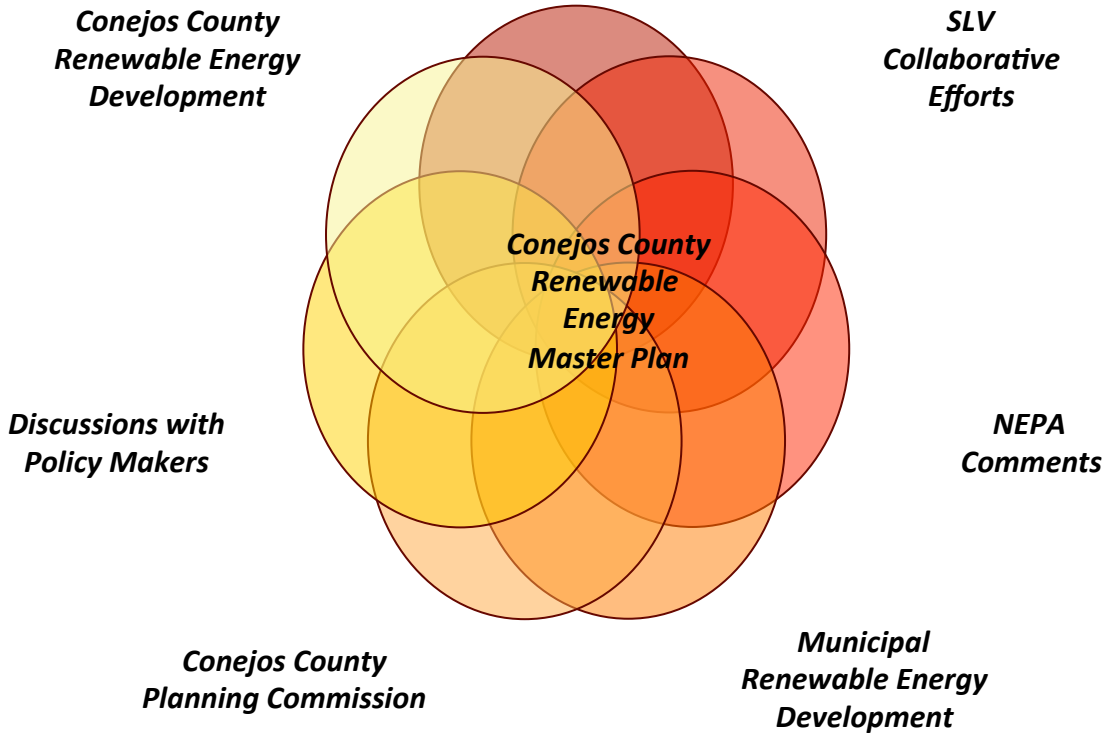 Conejos County
Renewable Energy
Development
SLV
Collaborative
Efforts
Conejos County
Renewable
Energy
Master Plan
Discussions with
Policy Makers
NEPA
Comments
Conejos County
Planning Commission
Municipal
Renewable Energy
Development